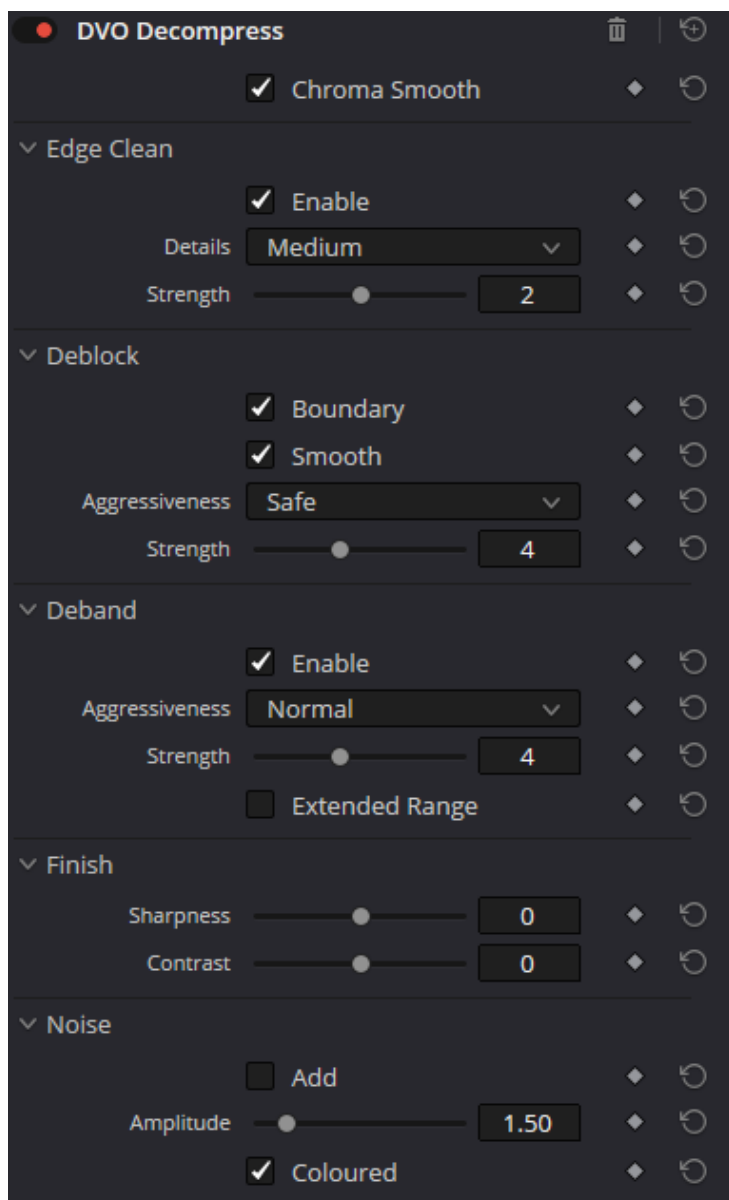 DVO Decompress
Chroma Smooth
Edge Clean
Enable
Details Medium
Strength 2
Deblock
Boundary
Smooth
Aggressiveness Safe
Strength 4
Deband
Enable
Aggressiveness Normal
Strength 4
Extended Range
Finish
Sharpness 0
Contrast 0
Noise
Add
Amplitude 1.50
Coloured